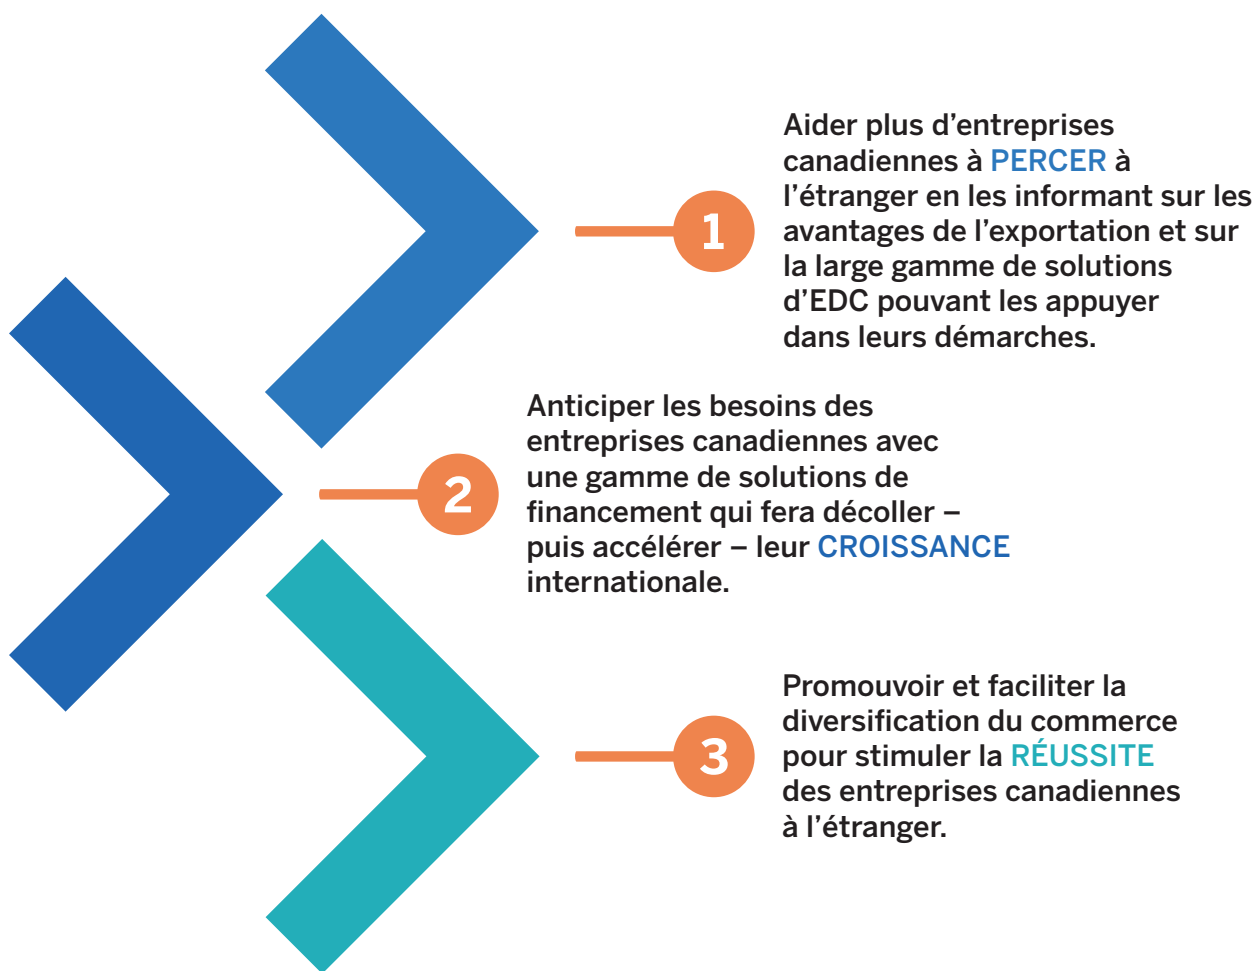 1
Aider plus d’entreprises
canadiennes à PERCER à
l’étranger en les informant sur les
avantages de l’exportation et sur
la large gamme de solutions
d’EDC pouvant les appuyer
dans leurs démarches.
2
Anticiper les besoins des
entreprises canadiennes avec
une gamme de solutions de
financement qui fera décoller –
puis accélérer – leur CROISSANCE
internationale.
3
Promouvoir et faciliter la
diversification du commerce
pour stimuler la RÉUSSITE
des entreprises canadiennes
à l’étranger.